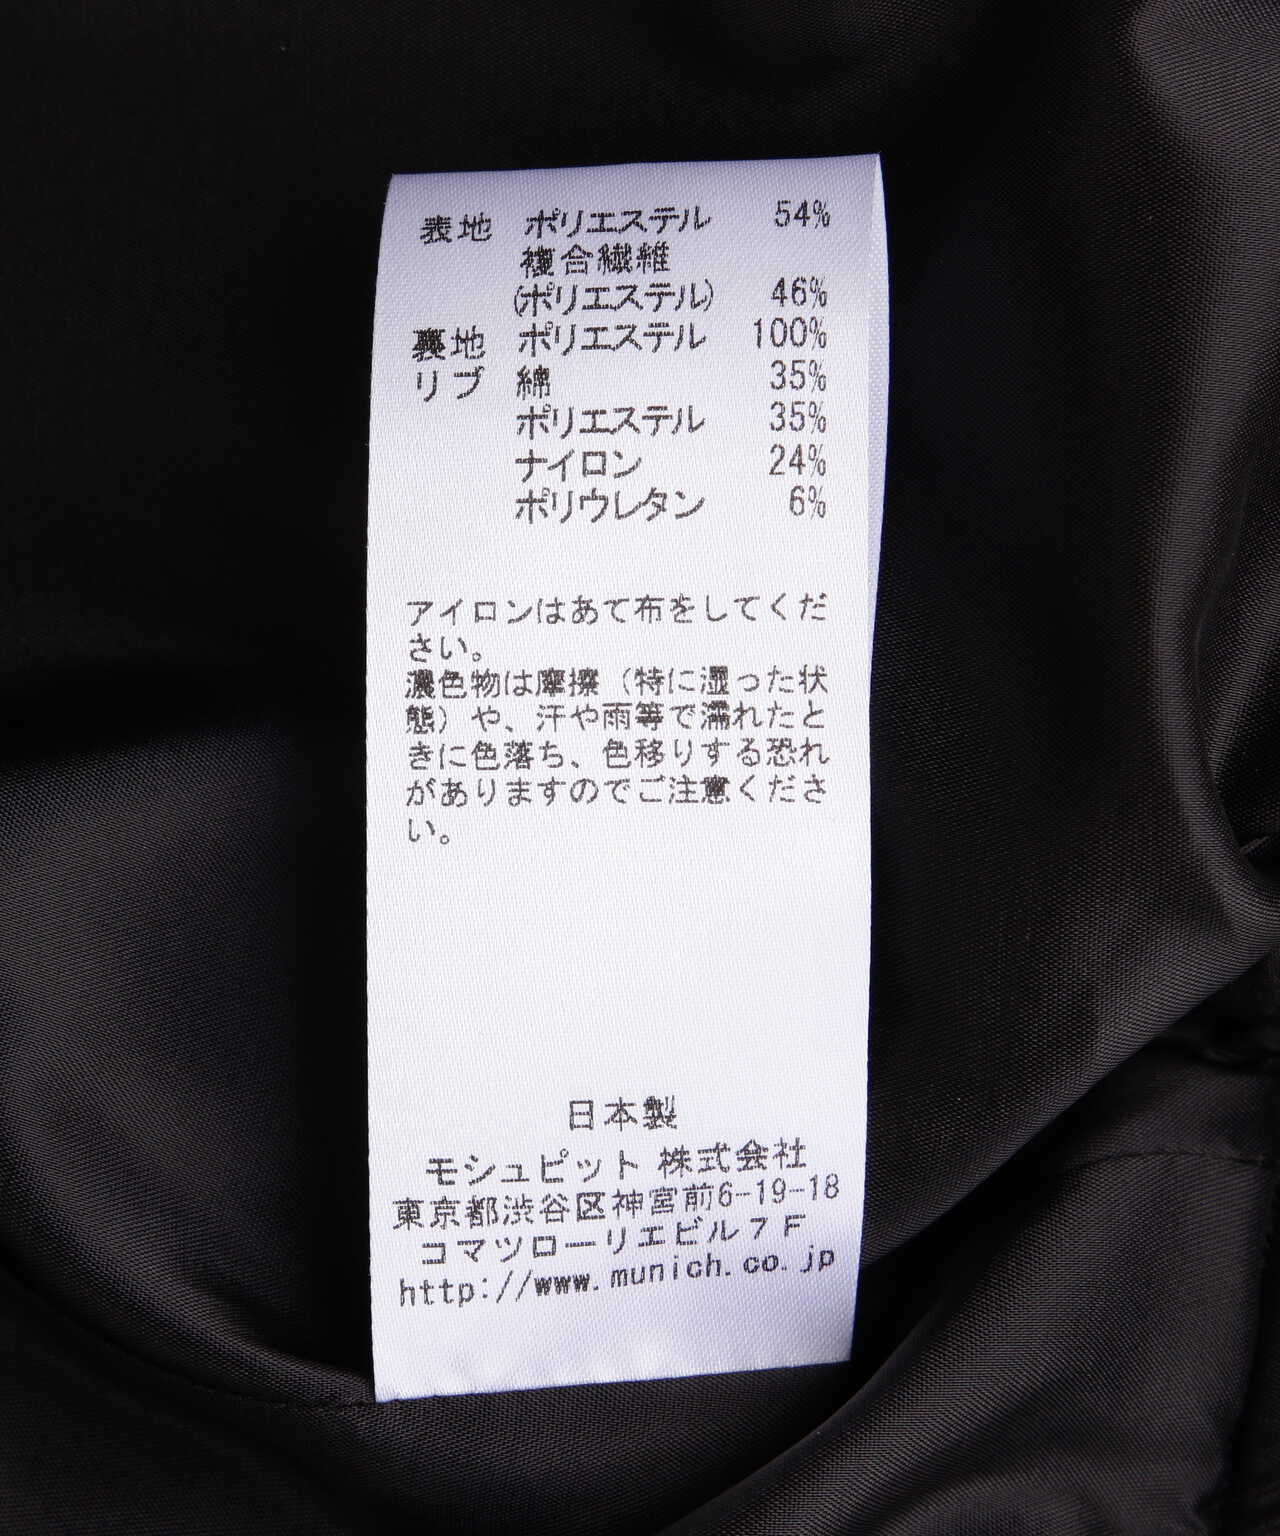 表地 ポリエステル 54%
複合繊維
(ポリエステル) 46%
裏地 ポリエステル 100%
リブ 綿 35%
ポリエステル 35%
ナイロン 24%
ポリウレタン 6%
アイロンはあて布をしてくだ
さい。
濃色物は摩擦（特に湿った状
態）や、汗や雨等で濡れたと
きに色落ち、色移りする恐れ
がありますのでご注意くださ
い。
日本製
モシュピット 株式会社
東京都渋谷区神宮前6-19-18
コマツローリエビル７Ｆ
http://www.munich.co.jp